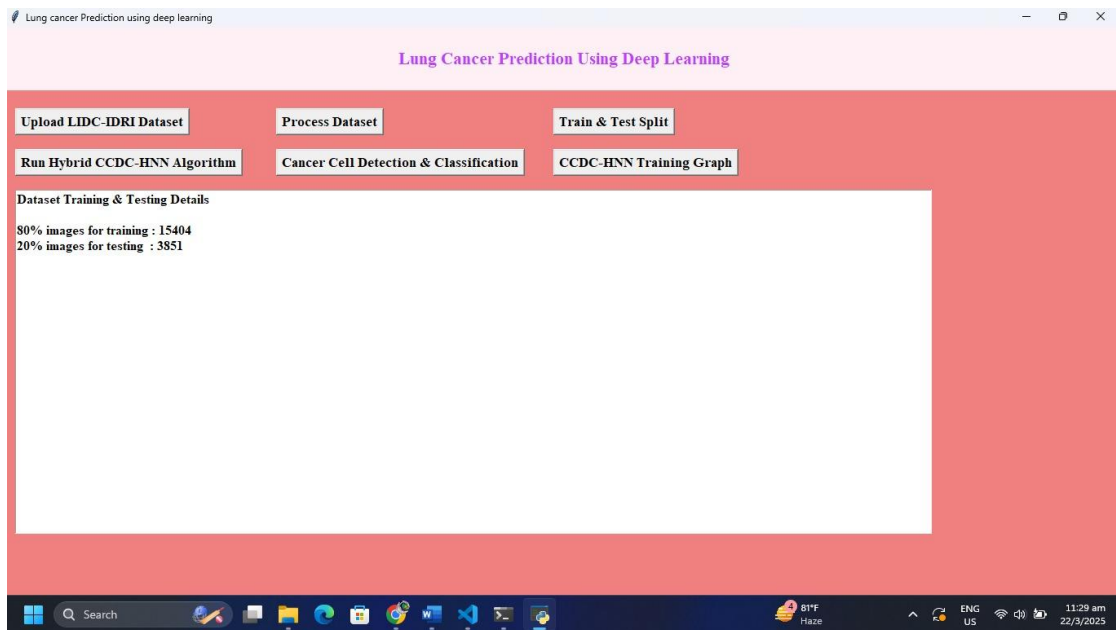 Lung cancer Prediction using deep learning
Lung Cancer Prediction Using Deep Learning
Upload LIDC-IDRI Dataset
Process Dataset
Train & Test Split
Run Hybrid CCDC-HNN Algorithm
Cancer Cell Detection & Classification
CCDC-HNN Training Graph
Dataset Training & Testing Details
80% images for training : 15404
20% images for testing  : 3851
Search
4
81°F
Haze
ENG
US
11:29 am
22/3/2025